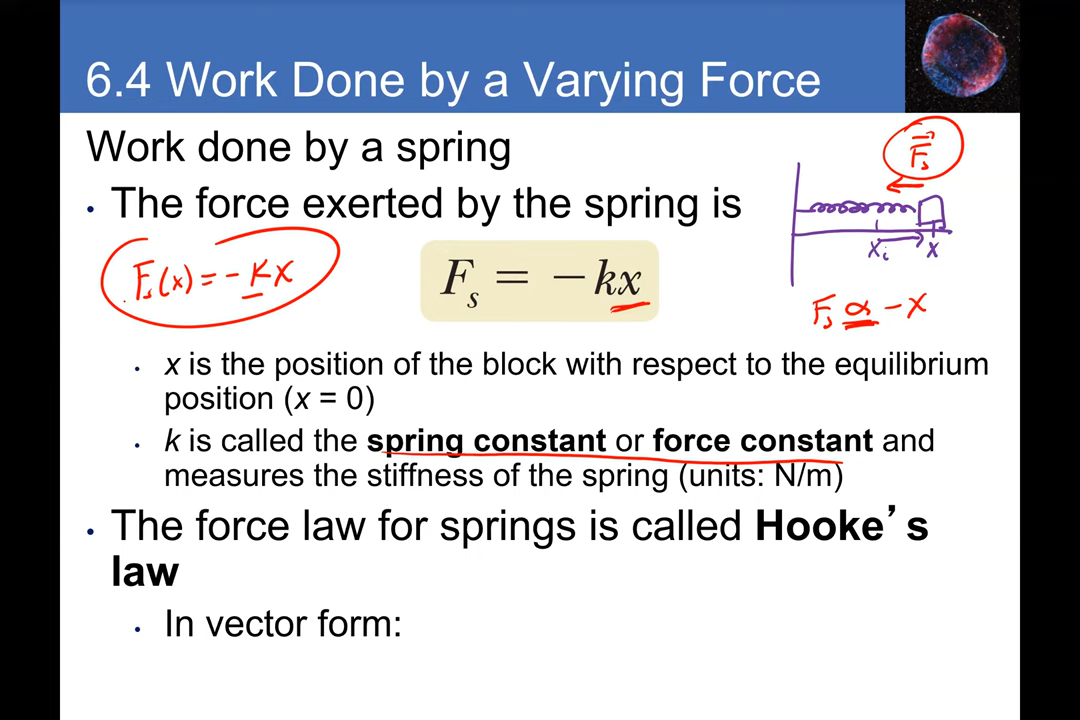 6.4 Work Done by a Varying Force
Work done by a spring
F⃗s
• The force exerted by the spring is
Fs(x) = -kx
Fs = −kx
xi x
Fs α -x
• x is the position of the block with respect to the equilibrium
position (x = 0)
• k is called the spring constant or force constant and
measures the stiffness of the spring (units: N/m)
• The force law for springs is called Hooke’s
law
• In vector form: